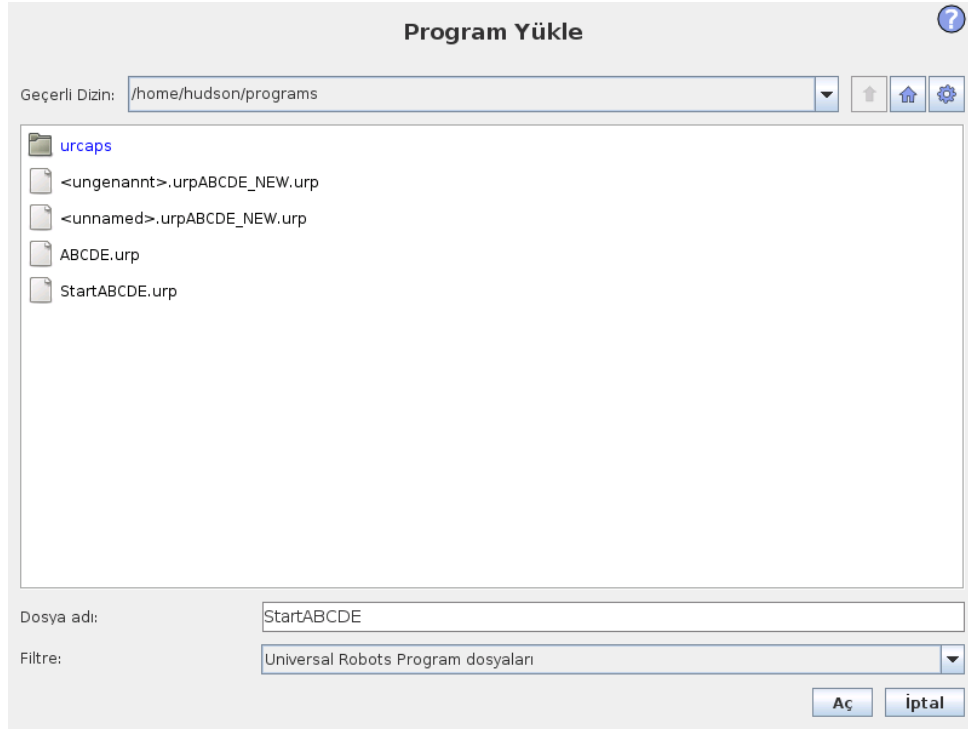 Program Yükle
?
Geçerli Dizin: /home/hudson/programs
urcaps
<ungenannt>.urpABCDE_NEW.urp
<unnamed>.urpABCDE_NEW.urp
ABCDE.urp
StartABCDE.urp
Dosya adı: StartABCDE
Filtre: Universal Robots Program dosyaları
Aç İptal